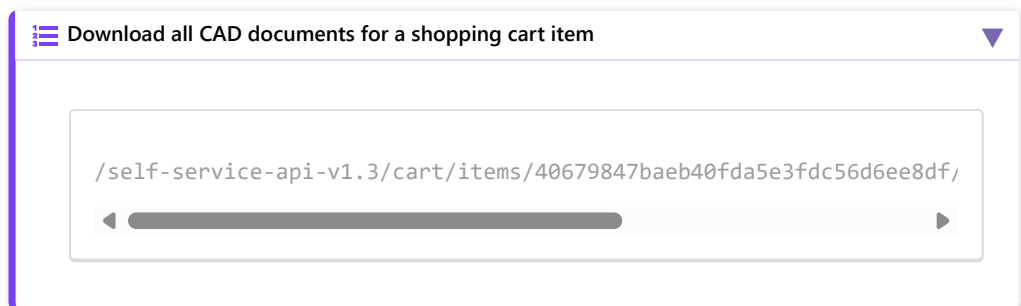 Download all CAD documents for a shopping cart item
/self-service-api-v1.3/cart/items/40679847baeb40fda5e3fdc56d6ee8df/